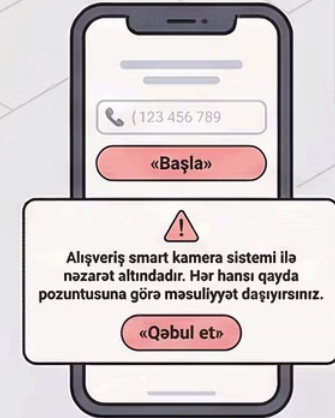 (123 456 789
«Başla»
Alışveriş smart kamera sistemi ilə
nəzarət altındadır. Hər hansı qayda
pozuntusuna görə məsuliyyət daşıyırsınız.
«Qəbul et»